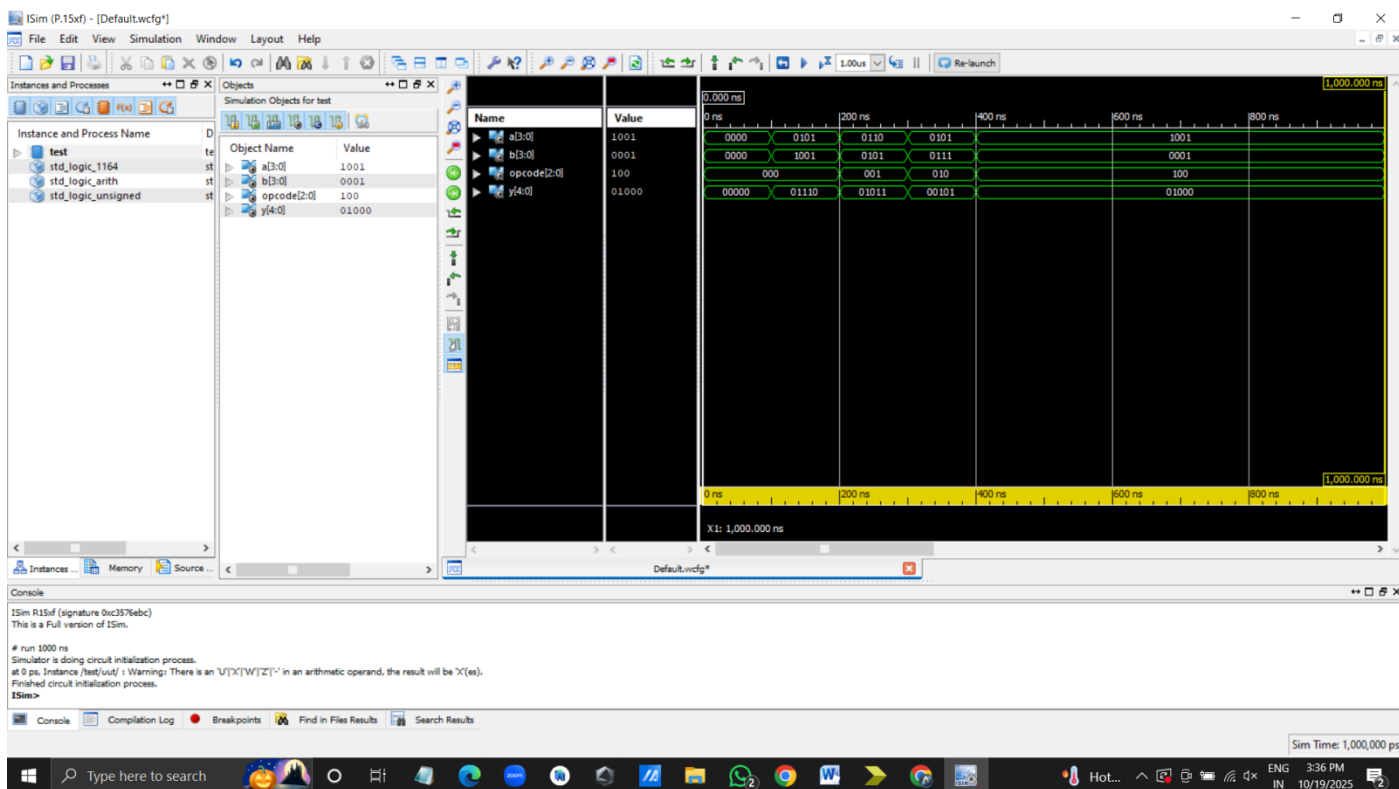 ISim (P.15xf) - [Default.wcfg*]
File Edit View Simulation Window Layout Help
1.00us Re-launch
Instances and Processes
Instance and Process Name D
test te
std_logic_1164 st
std_logic_arith st
std_logic_unsigned st
Instances ... Memory Source ...
Objects
Simulation Objects for test
Object Name Value
a[3:0] 1001
b[3:0] 0001
opcode[2:0] 100
y[4:0] 01000
1,000.000 ns
0.000 ns
Name Value
0 ns 200 ns 400 ns 600 ns 800 ns
a[3:0] 1001 0000 0101 0110 0101 1001
b[3:0] 0001 0000 1001 0101 0111 0001
opcode[2:0] 100 000 001 010 100
y[4:0] 01000 00000 01110 01011 00101 01000
1,000.000 ns
0 ns 200 ns 400 ns 600 ns 800 ns
X1: 1,000.000 ns
Default.wcfg*
Console
ISim R15xf (signature 0xc3576ebc)
This is a Full version of ISim.
# run 1000 ns
Simulator is doing circuit initialization process.
at 0 ps, Instance /test/uut/ : Warning: There is an 'U'|'X'|'W'|'Z'|'-' in an arithmetic operand, the result will be 'X'(es).
Finished circuit initialization process.
ISim>
Console Compilation Log Breakpoints Find in Files Results Search Results
Sim Time: 1,000,000 ps
Type here to search
zoom
2
Hot...
ENG
IN
3:36 PM
10/19/2025
2